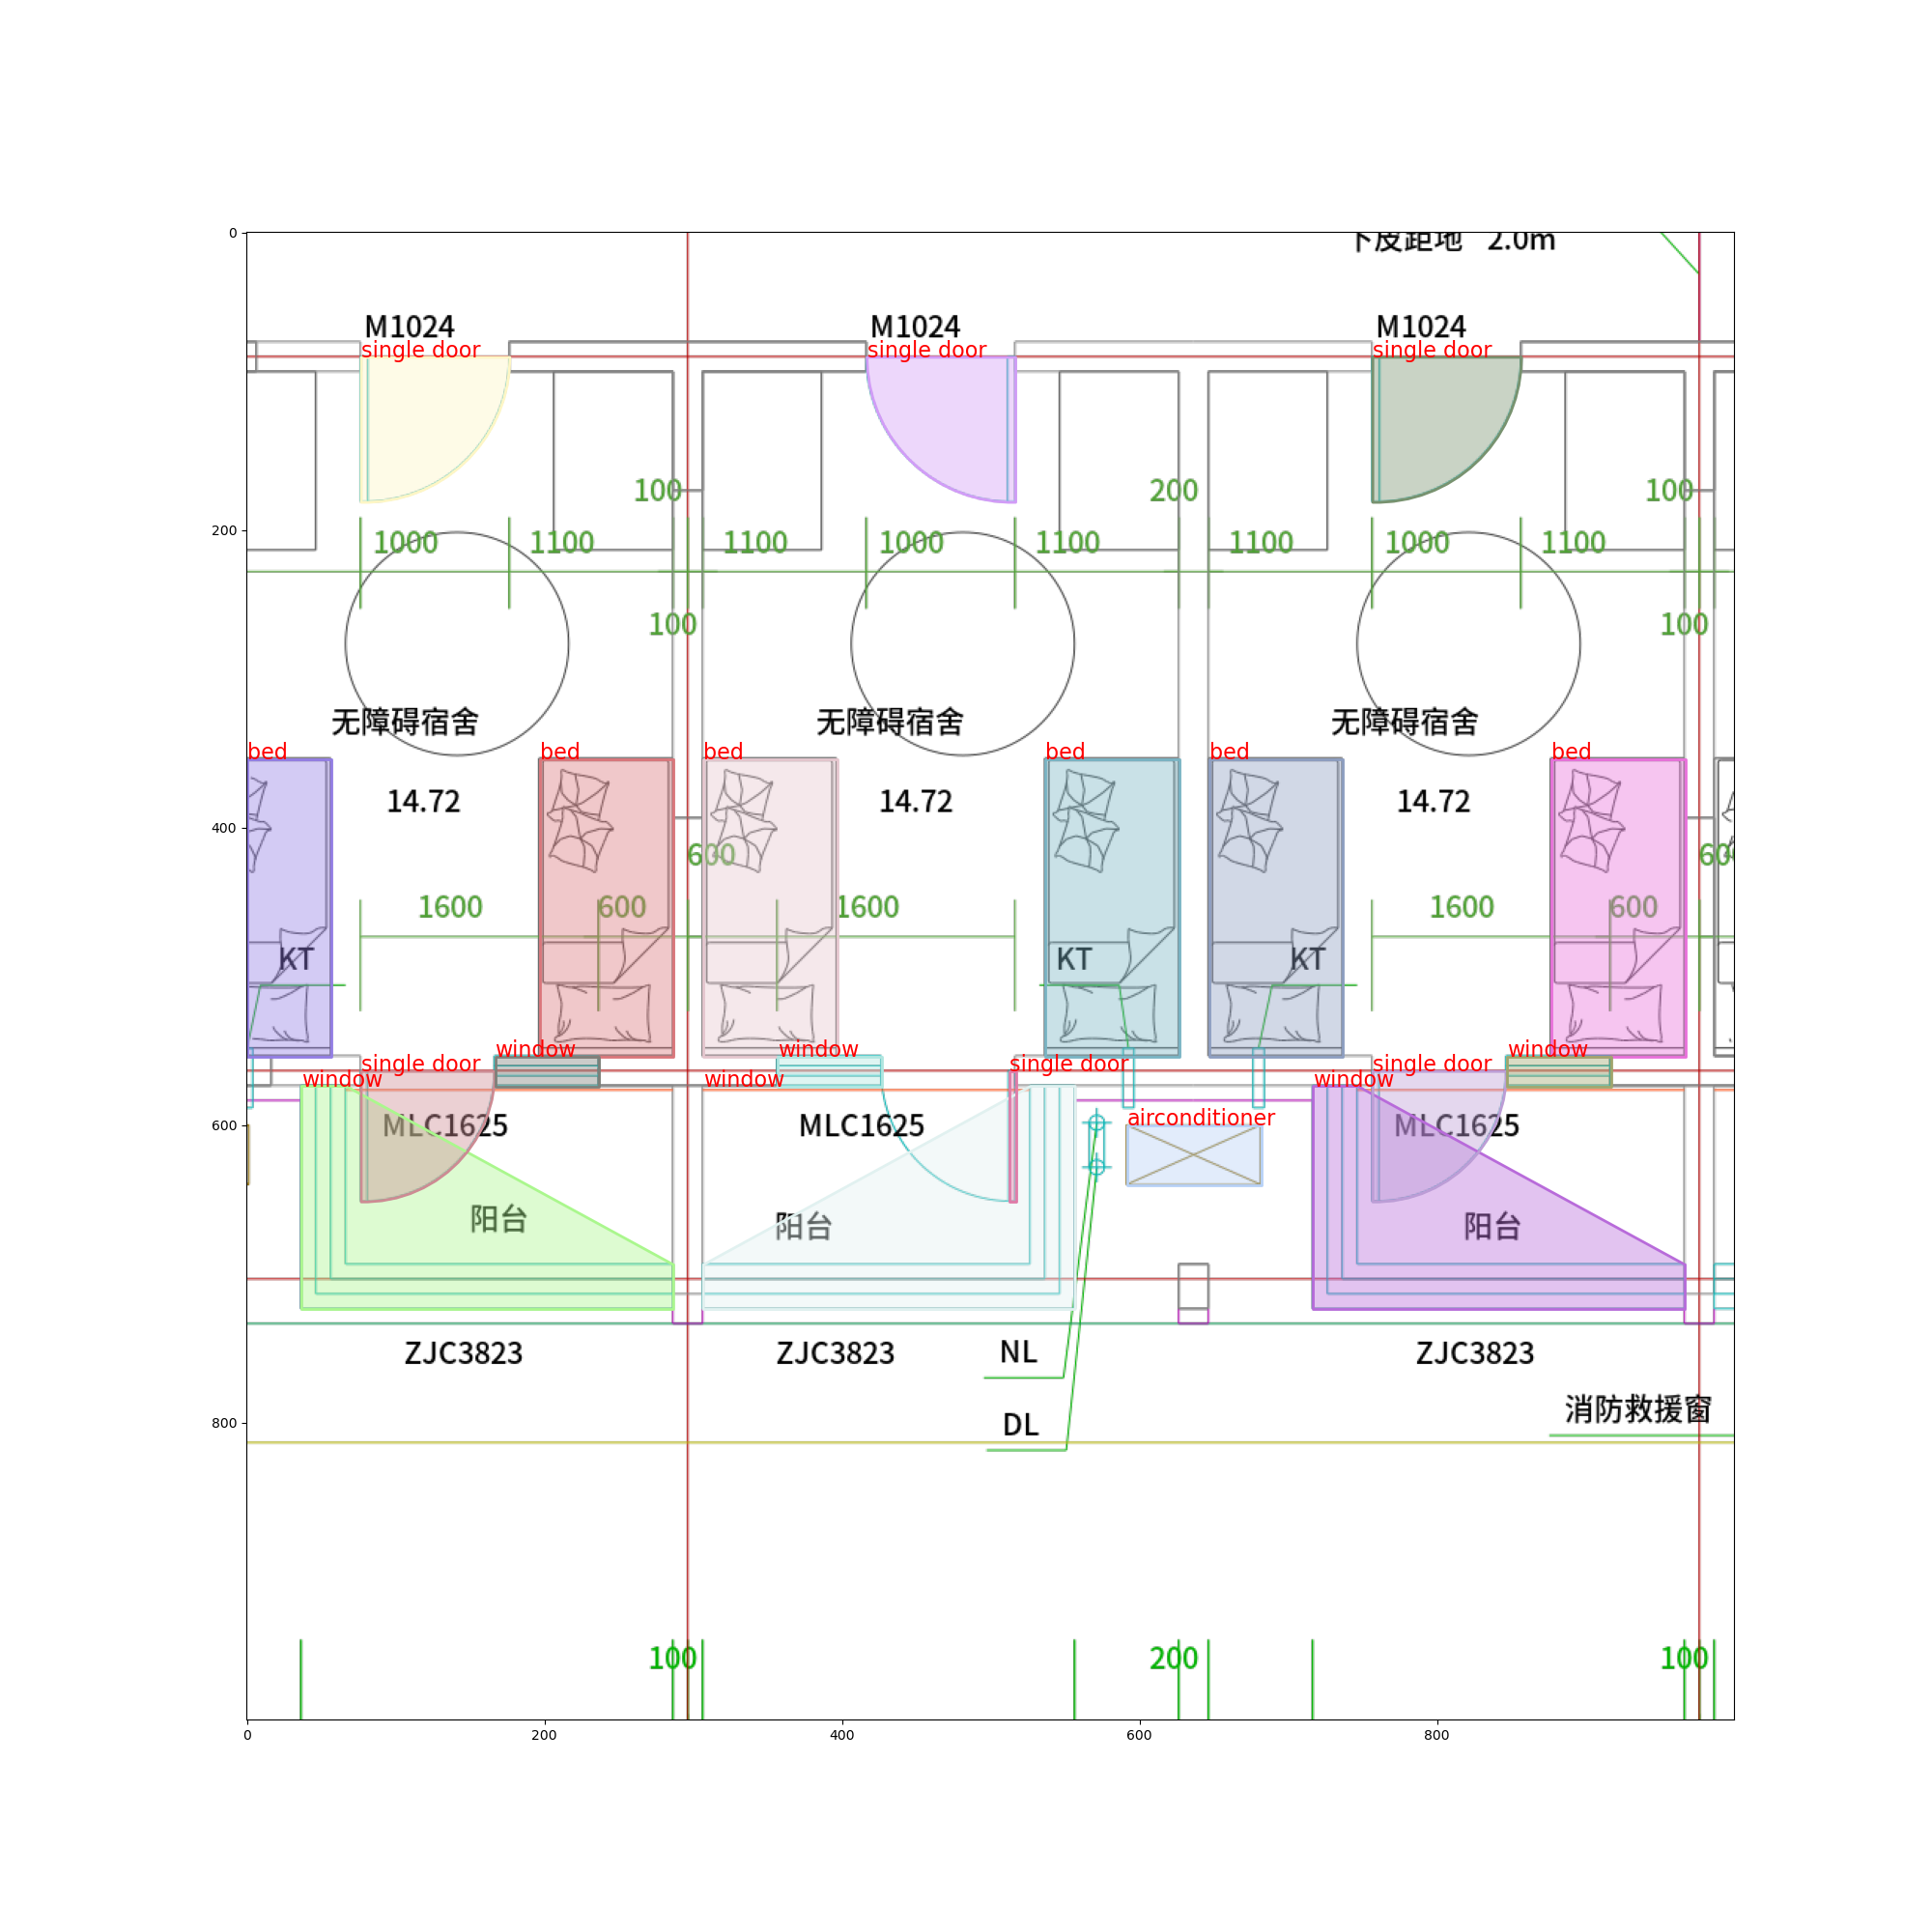 0
下皮距地 2.0m
M1024 M1024 M1024
single door single door single door
100 200 100
200
1000 1100 1100 1000 1100 1100 1000 1100
100 100
无障碍宿舍 无障碍宿舍 无障碍宿舍
bed bed bed bed bed bed
14.72 14.72 14.72
400
600 600
1600 600 1600 1600 600
KT KT KT
window window window
single door single door single door
window window window
airconditioner
600
MLC1625 MLC1625 MLC1625
阳台 阳台 阳台
ZJC3823 ZJC3823 NL ZJC3823
消防救援窗
800
DL
100 200 100
0 200 400 600 800